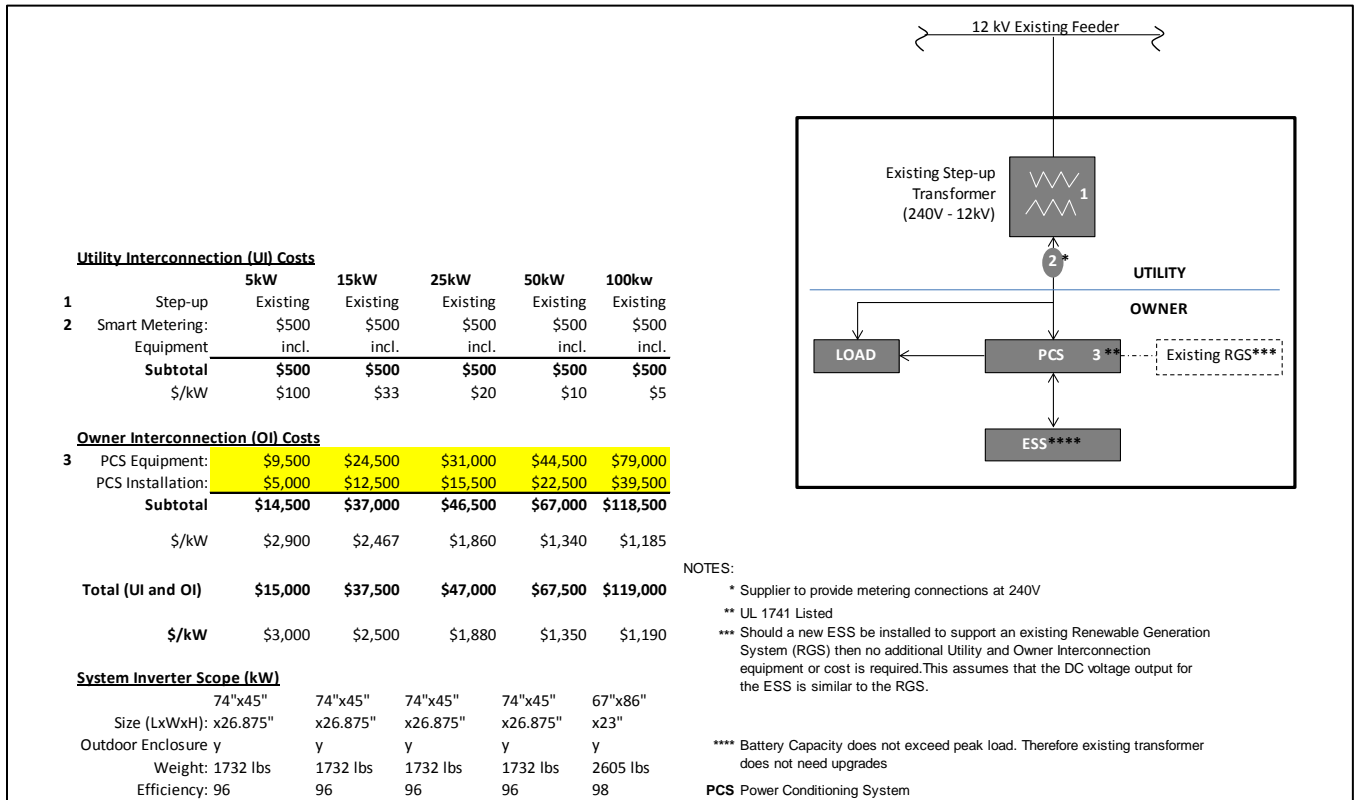 12 kV Existing Feeder
Existing Step-up
Transformer
(240V - 12kV)
1
2 *
UTILITY
OWNER
LOAD
PCS 3 **
Existing RGS***
ESS****
Utility Interconnection (UI) Costs
5kW 15kW 25kW 50kW 100kw
1 Step-up Existing Existing Existing Existing Existing
2 Smart Metering: $500 $500 $500 $500 $500
Equipment incl. incl. incl. incl. incl.
Subtotal $500 $500 $500 $500 $500
$/kW $100 $33 $20 $10 $5
Owner Interconnection (OI) Costs
3 PCS Equipment: $9,500 $24,500 $31,000 $44,500 $79,000
PCS Installation: $5,000 $12,500 $15,500 $22,500 $39,500
Subtotal $14,500 $37,000 $46,500 $67,000 $118,500
$/kW $2,900 $2,467 $1,860 $1,340 $1,185
Total (UI and OI) $15,000 $37,500 $47,000 $67,500 $119,000
$/kW $3,000 $2,500 $1,880 $1,350 $1,190
System Inverter Scope (kW)
74"x45" 74"x45" 74"x45" 74"x45" 67"x86"
Size (LxWxH): x26.875" x26.875" x26.875" x26.875" x23"
Outdoor Enclosure y y y y y
Weight: 1732 lbs 1732 lbs 1732 lbs 1732 lbs 2605 lbs
Efficiency: 96 96 96 96 98
NOTES:
* Supplier to provide metering connections at 240V
** UL 1741 Listed
*** Should a new ESS be installed to support an existing Renewable Generation
System (RGS) then no additional Utility and Owner Interconnection
equipment or cost is required.This assumes that the DC voltage output for
the ESS is similar to the RGS.
**** Battery Capacity does not exceed peak load. Therefore existing transformer
does not need upgrades
PCS Power Conditioning System